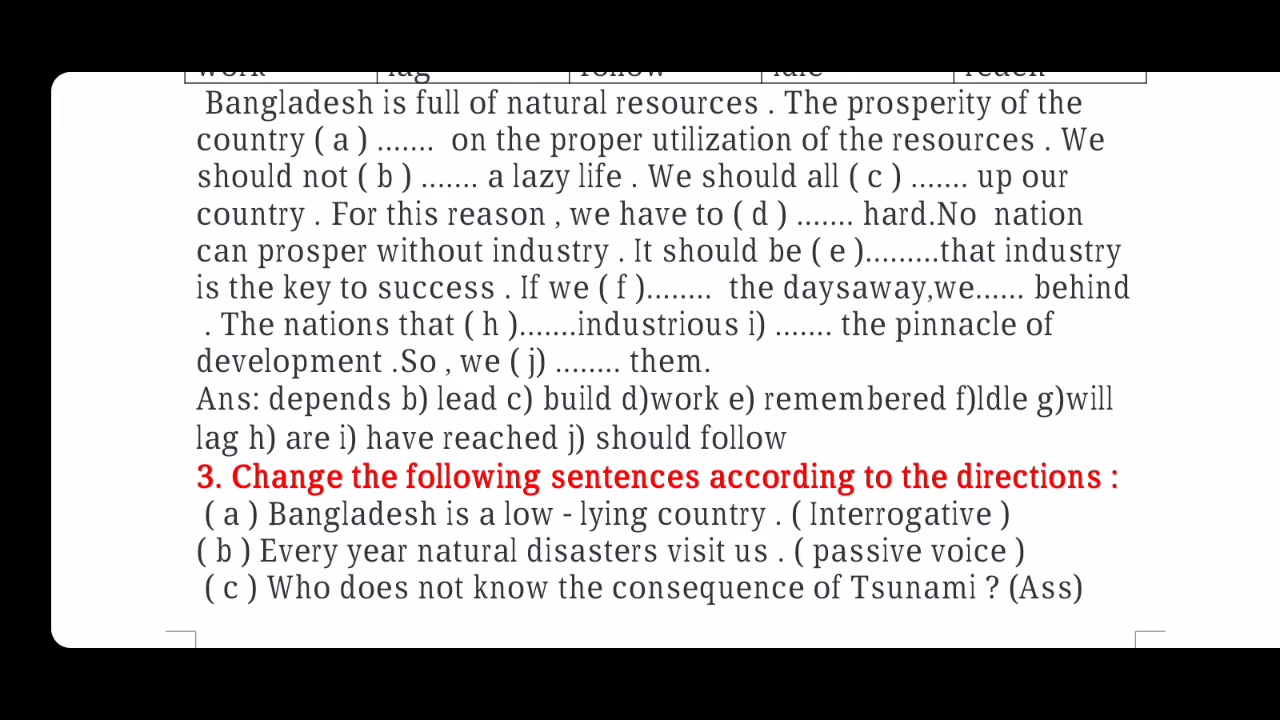 work lag follow idle reach
Bangladesh is full of natural resources . The prosperity of the
country ( a ) ....... on the proper utilization of the resources . We
should not ( b ) ....... a lazy life . We should all ( c ) ....... up our
country . For this reason , we have to ( d ) ....... hard.No nation
can prosper without industry . It should be ( e ).........that industry
is the key to success . If we ( f )........ the daysaway,we...... behind
. The nations that ( h ).......industrious i) ....... the pinnacle of
development .So , we ( j) ........ them.
Ans: depends b) lead c) build d)work e) remembered f)ldle g)will
lag h) are i) have reached j) should follow
3. Change the following sentences according to the directions :
( a ) Bangladesh is a low - lying country . ( Interrogative )
( b ) Every year natural disasters visit us . ( passive voice )
( c ) Who does not know the consequence of Tsunami ? (Ass)